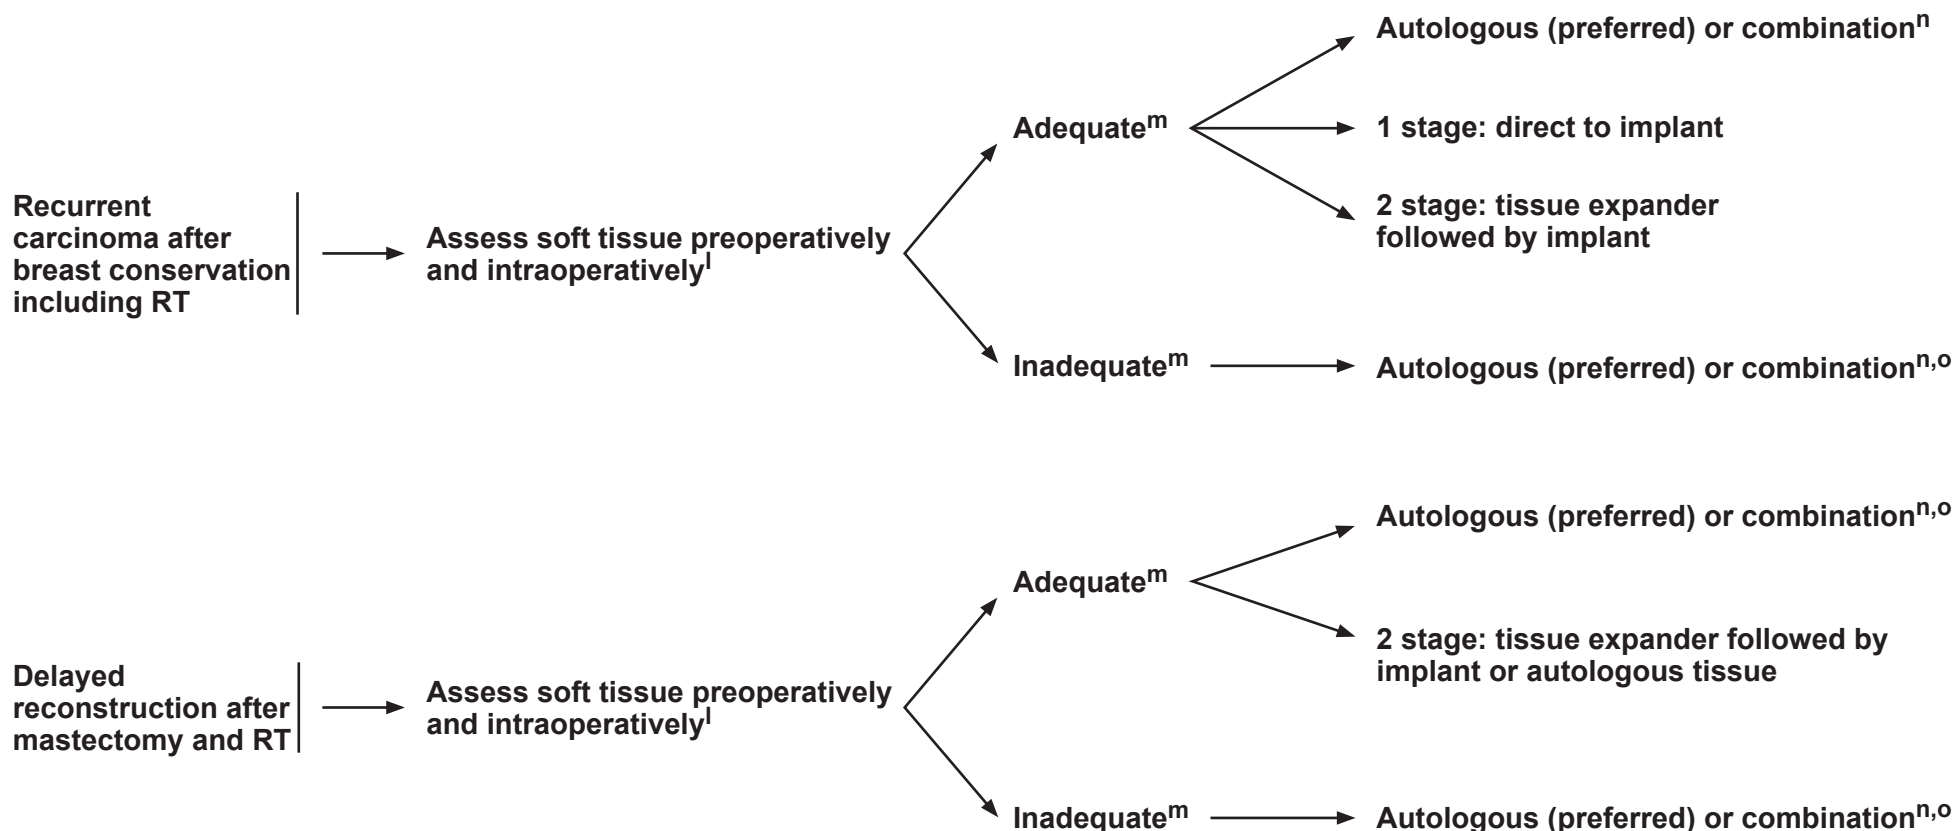 Recurrent
carcinoma after
breast conservation
including RT
Assess soft tissue preoperatively
and intraoperativelyl
Adequatem
Autologous (preferred) or combinationn
1 stage: direct to implant
2 stage: tissue expander
followed by implant
Inadequatem
Autologous (preferred) or combinationn,o
Delayed
reconstruction after
mastectomy and RT
Assess soft tissue preoperatively
and intraoperativelyl
Adequatem
Autologous (preferred) or combinationn,o
2 stage: tissue expander followed by
implant or autologous tissue
Inadequatem
Autologous (preferred) or combinationn,o